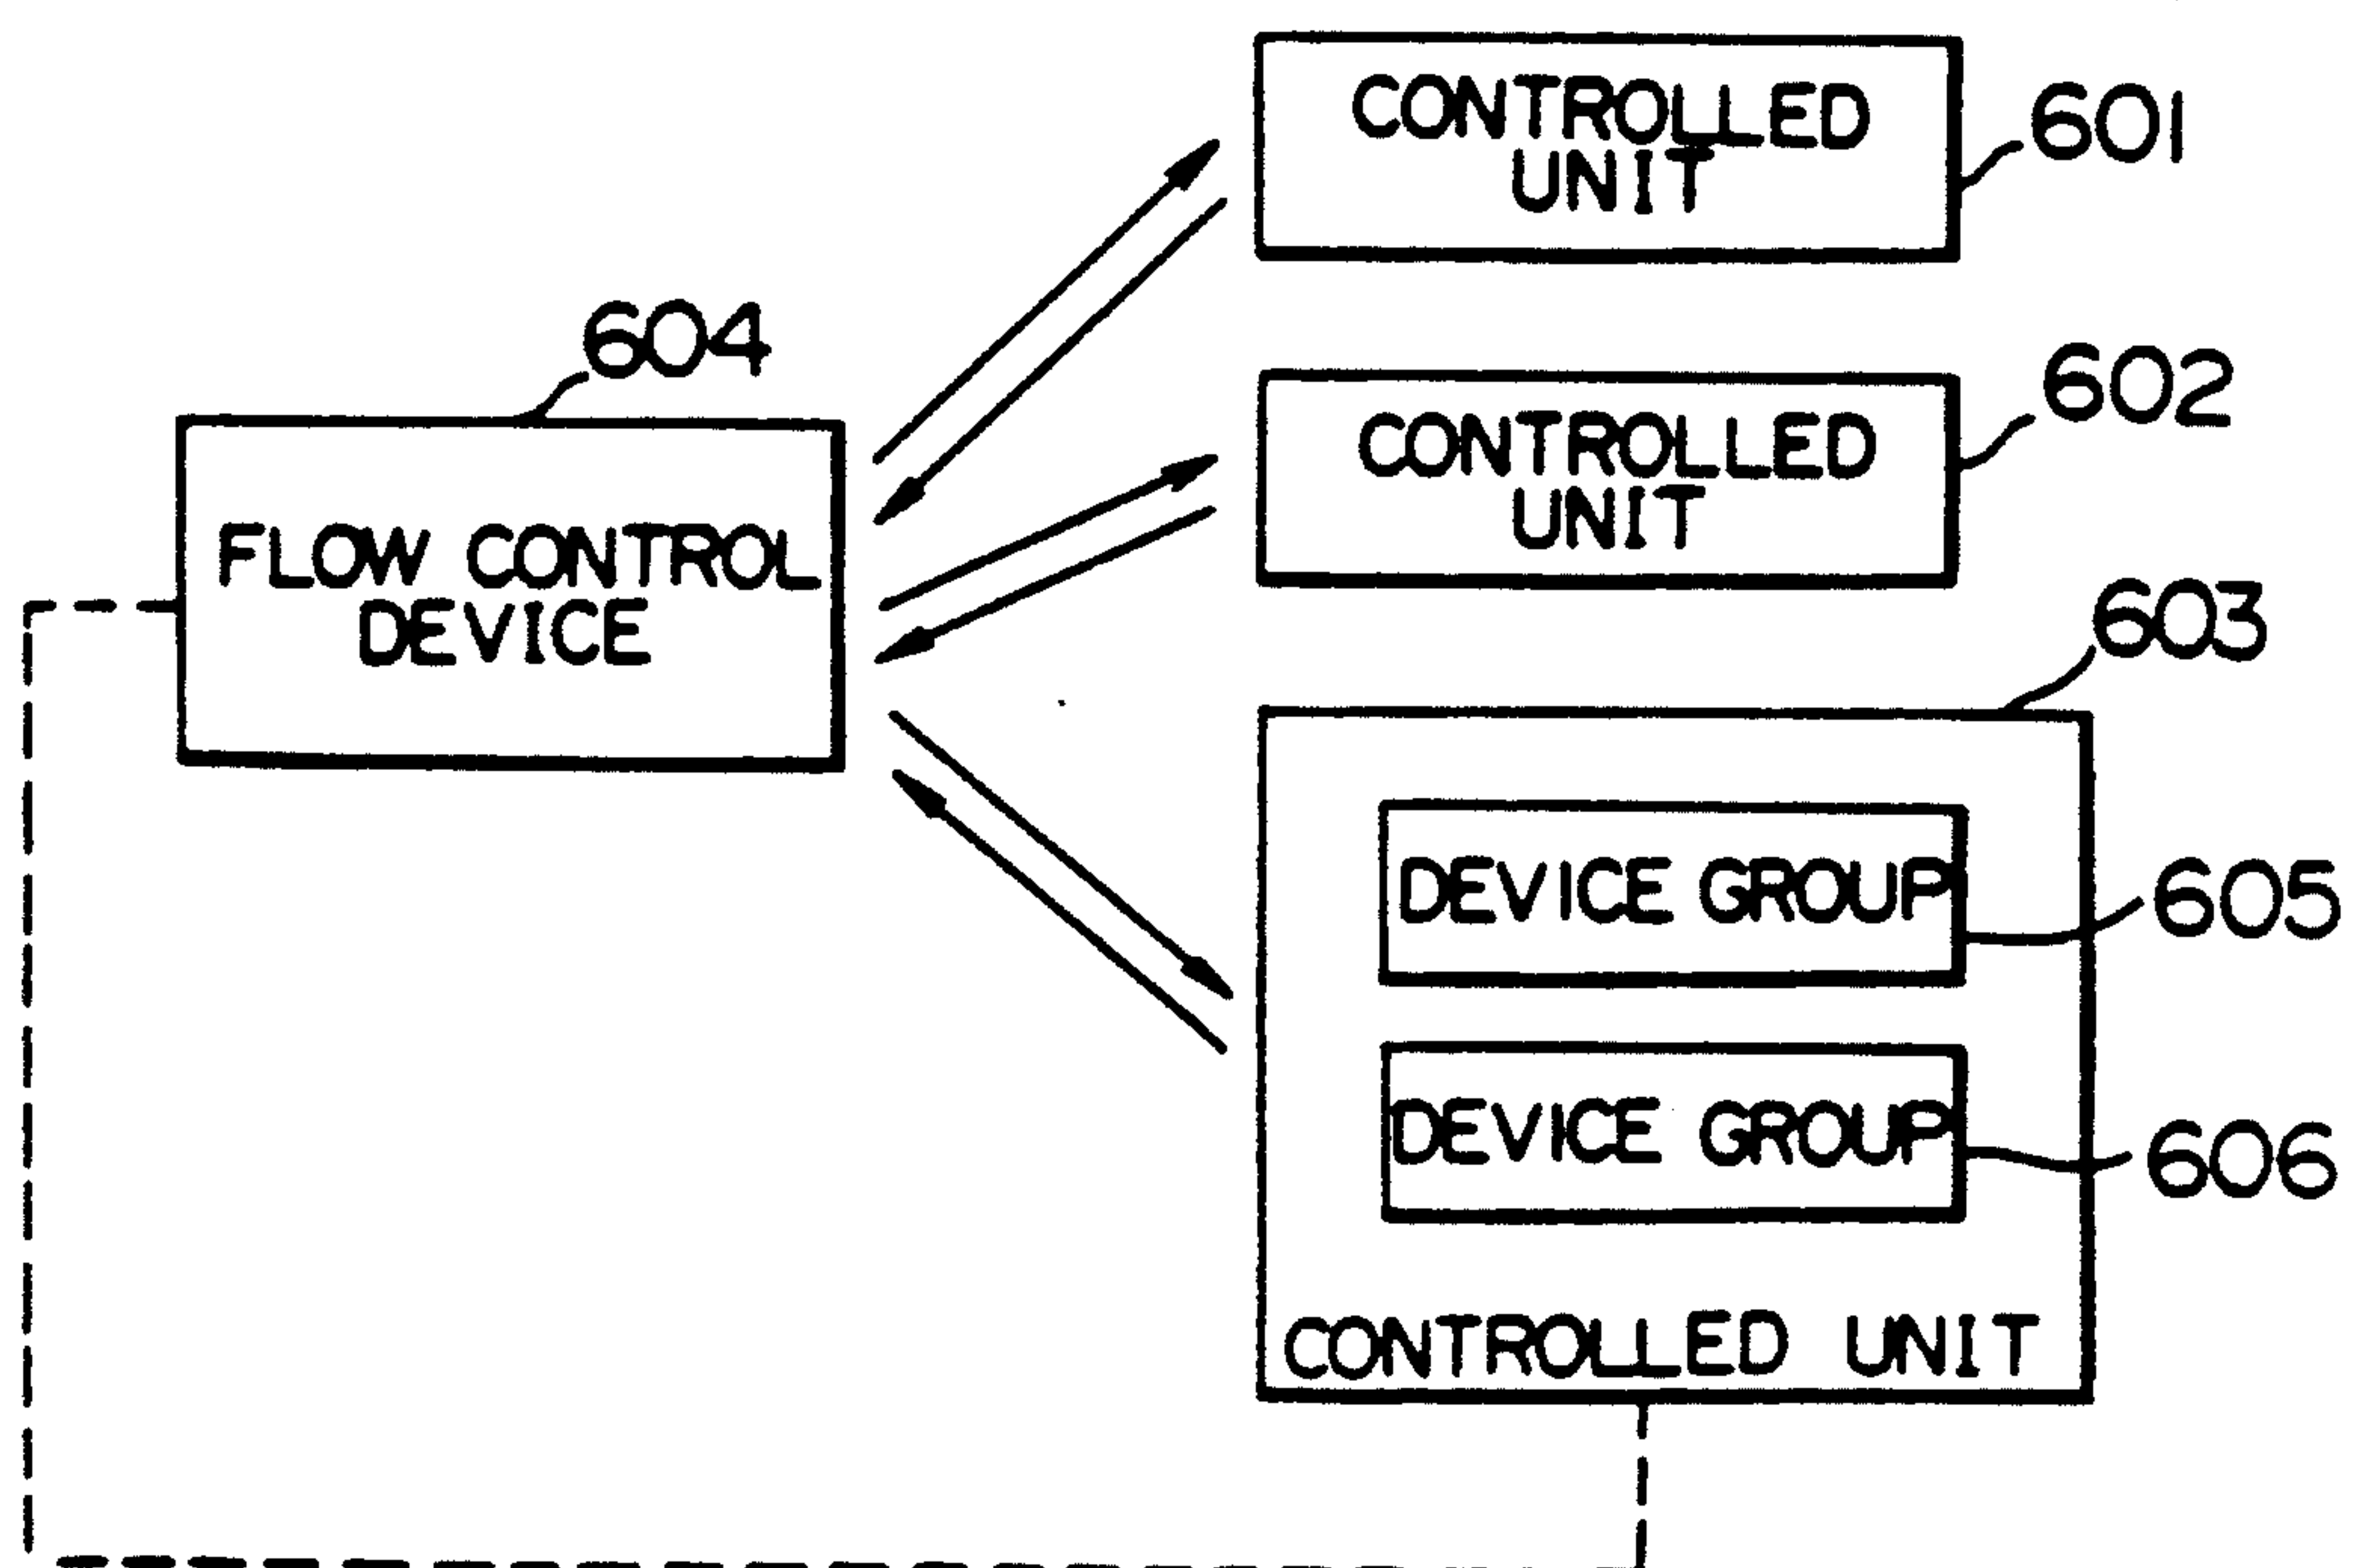 CONTROLLED
UNIT
601
604
CONTROLLED
UNIT
602
FLOW CONTROL
DEVICE
603
DEVICE GROUP
605
DEVICE GROUP
606
CONTROLLED UNIT